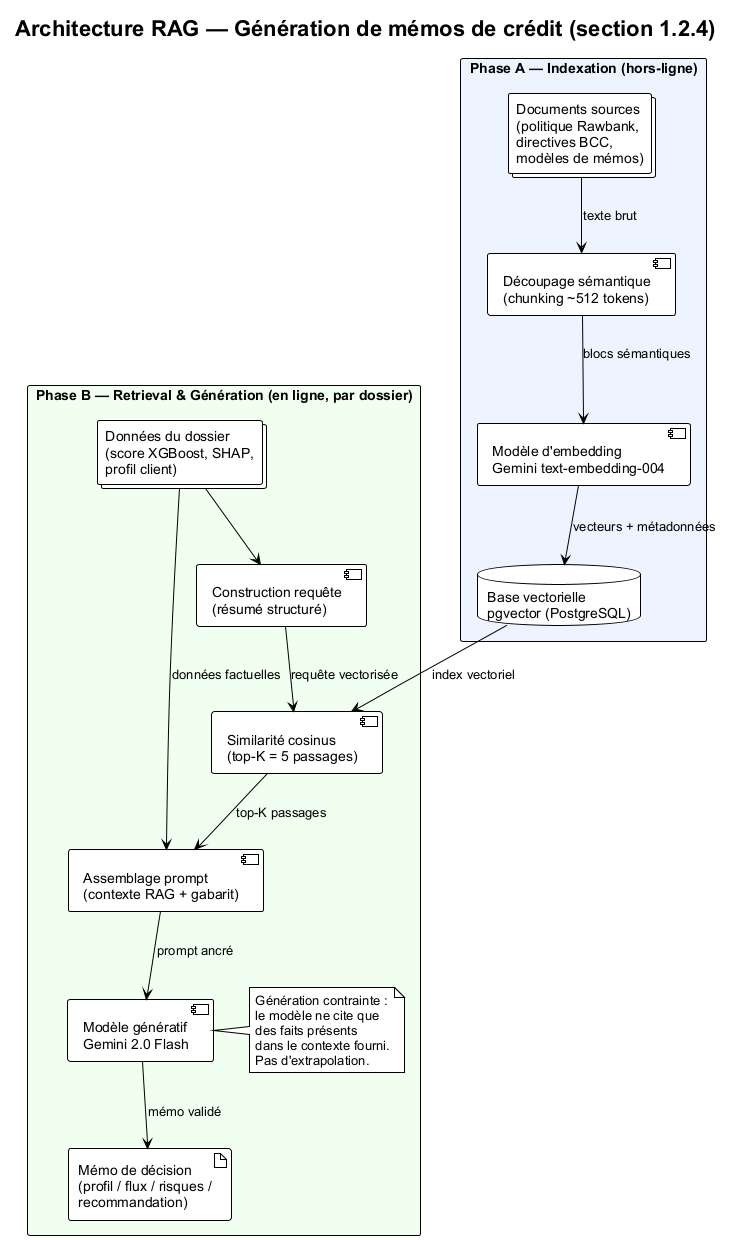 Architecture RAG — Génération de mémos de crédit (section 1.2.4)
Phase A — Indexation (hors-ligne)
Documents sources
(politique Rawbank,
directives BCC,
modèles de mémos)
texte brut
Découpage sémantique
(chunking ~512 tokens)
blocs sémantiques
Modèle d'embedding
Gemini text-embedding-004
vecteurs + métadonnées
Base vectorielle
pgvector (PostgreSQL)
index vectoriel
Phase B — Retrieval & Génération (en ligne, par dossier)
Données du dossier
(score XGBoost, SHAP,
profil client)
Construction requête
(résumé structuré)
données factuelles
requête vectorisée
Similarité cosinus
(top-K = 5 passages)
top-K passages
Assemblage prompt
(contexte RAG + gabarit)
prompt ancré
Modèle génératif
Gemini 2.0 Flash
Génération contrainte :
le modèle ne cite que
des faits présents
dans le contexte fourni.
Pas d'extrapolation.
mémo validé
Mémo de décision
(profil / flux / risques /
recommandation)